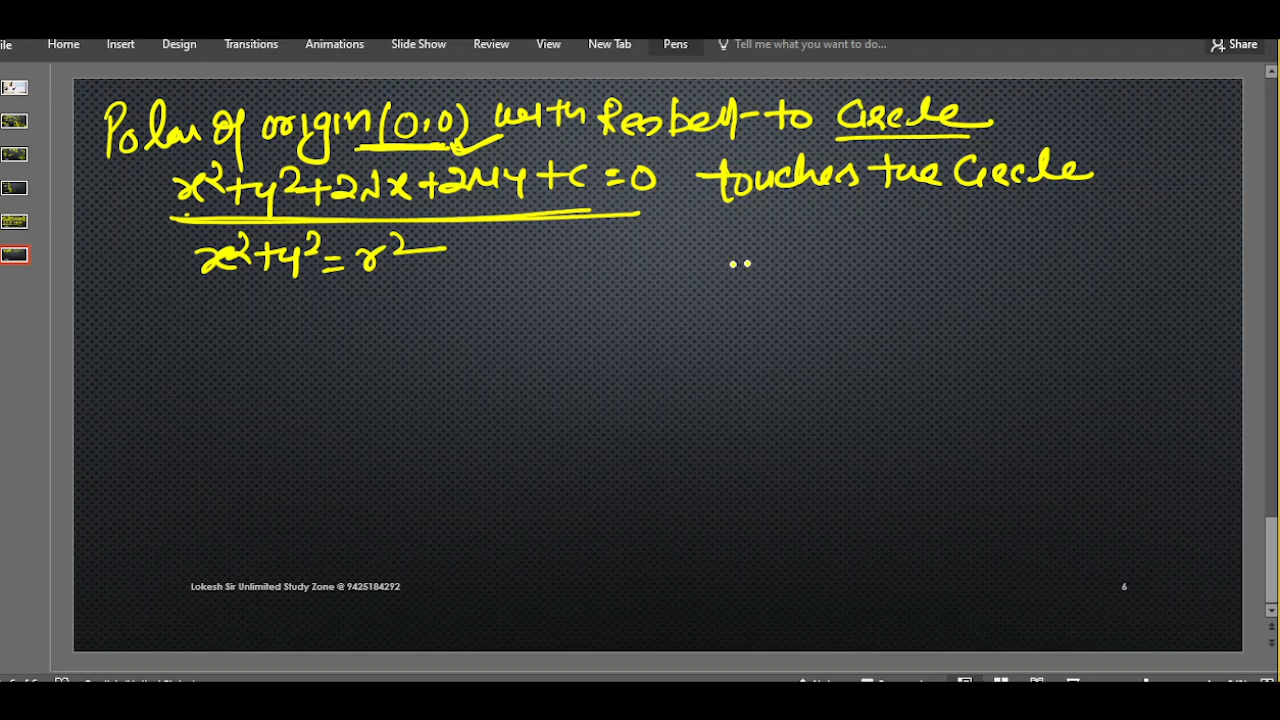 File Home Insert Design Transitions Animations Slide Show Review View New Tab Pens Tell me what you want to do... Share
Polar of origin (0,0) with Respect to Circle
x²+y²+2λx+2μy+c=0 touches the Circle
x²+y²=r²
Lokesh Sir Unlimited Study Zone @ 9425184292 6